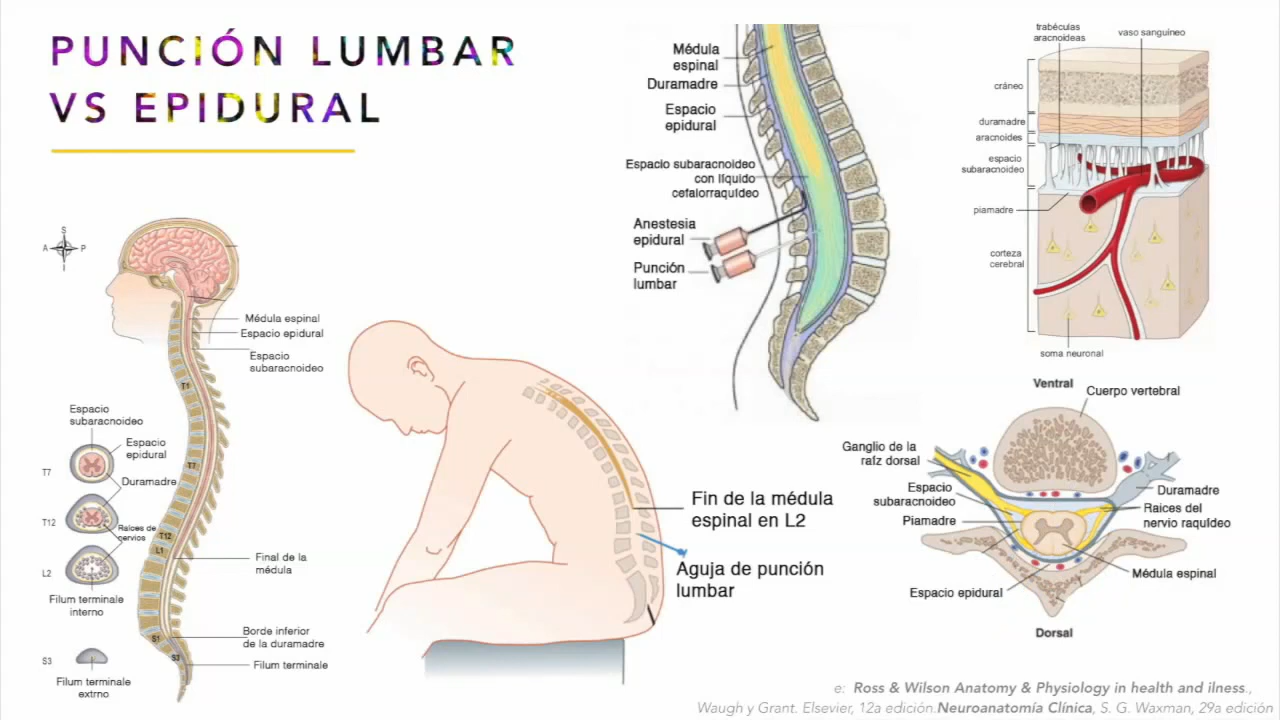 PUNCIÓN LUMBAR
VS EPIDURAL
S
A
P
Médula espinal
Espacio epidural
Espacio
subaracnoideo
T1
Espacio
subaracnoideo
Espacio
epidural
T7
T7
Duramadre
T12
Raíces de
nervios
T12
L1
L2
Final de la
médula
Filum terminale
interno
S1
Borde inferior
de la duramadre
S3
S3
Filum terminale
Filum terminale
extrno
Médula
espinal
Duramadre
Espacio
epidural
Espacio subaracnoideo
con líquido
cefalorraquídeo
Anestesia
epidural
Punción
lumbar
Fin de la médula
espinal en L2
Aguja de punción
lumbar
trabéculas
aracnoideas
vaso sanguíneo
cráneo
duramadre
aracnoides
espacio
subaracnoideo
piamadre
corteza
cerebral
soma neuronal
Ventral
Cuerpo vertebral
Ganglio de la
raíz dorsal
Espacio
subaracnoideo
Piamadre
Duramadre
Raices del
nervio raquídeo
Médula espinal
Espacio epidural
Dorsal
e: Ross & Wilson Anatomy & Physiology in health and ilness.,
Waugh y Grant. Elsevier, 12a edición.Neuroanatomía Clínica, S. G. Waxman, 29a edición